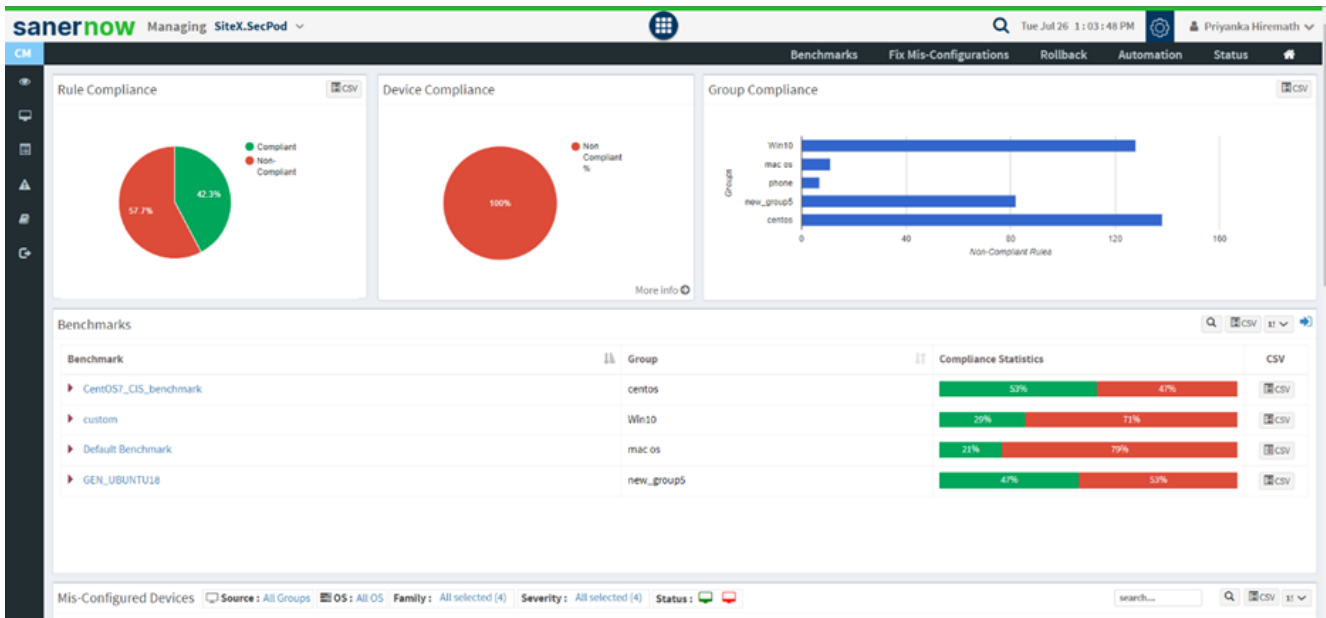 sanernow Managing SiteX.SecPod Tue Jul 26 1:03:48 PM Priyanka Hiremath
CM Benchmarks Fix Mis-Configurations Rollback Automation Status
Rule Compliance CSV
Compliant
Non-
Compliant
42.3%
57.7%
Device Compliance
Non
Compliant
%
100%
More info
Group Compliance CSV
Groups
Win10
mac os
phone
new_group5
centos
0 40 80 120 160
Non-Compliant Rules
Benchmarks CSV
Benchmark Group Compliance Statistics CSV
CentOS7_CIS_benchmark centos 53% 47% CSV
custom Win10 29% 71% CSV
Default Benchmark mac os 21% 79% CSV
GEN_UBUNTU18 new_group5 47% 53% CSV
Mis-Configured Devices Source : All Groups OS : All OS Family : All selected (4) Severity : All selected (4) Status : search... CSV